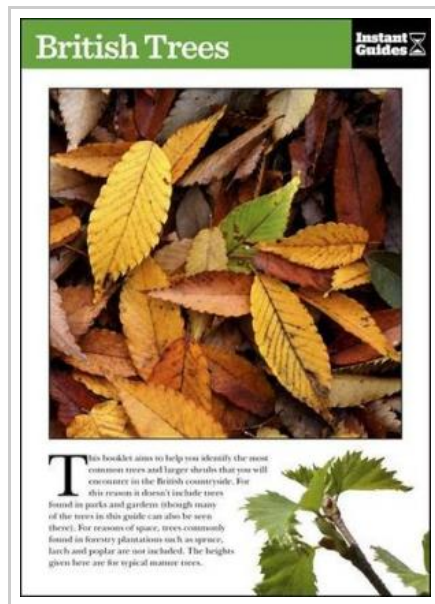 British Trees
Instant
Guides
This booklet aims to help you identify the most
common trees and larger shrubs that you will
encounter in the British countryside. For
this reason it doesn't include trees
found in parks and gardens (though many
of the trees in this guide can also be seen
there). For reasons of space, trees commonly
found in forestry plantations such as spruce,
larch and poplar are not included. The heights
given here are for typical mature trees.